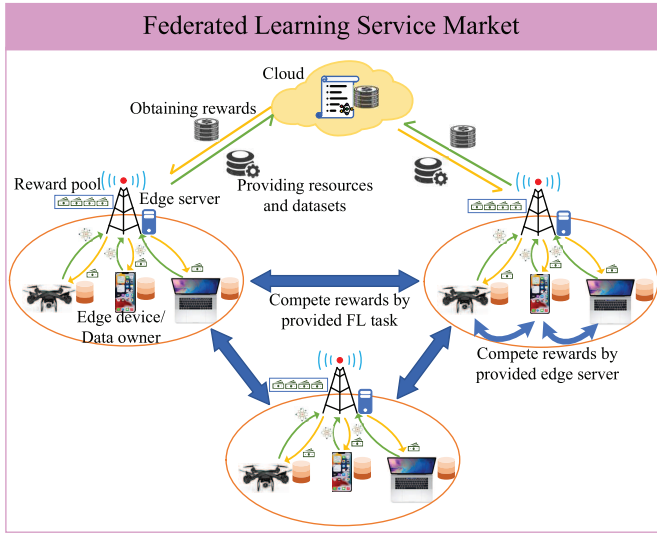 Federated Learning Service Market
Cloud
Obtaining rewards
Reward pool
Edge server
Providing resources
and datasets
Edge device/
Data owner
Compete rewards by
provided FL task
Compete rewards by
provided edge server